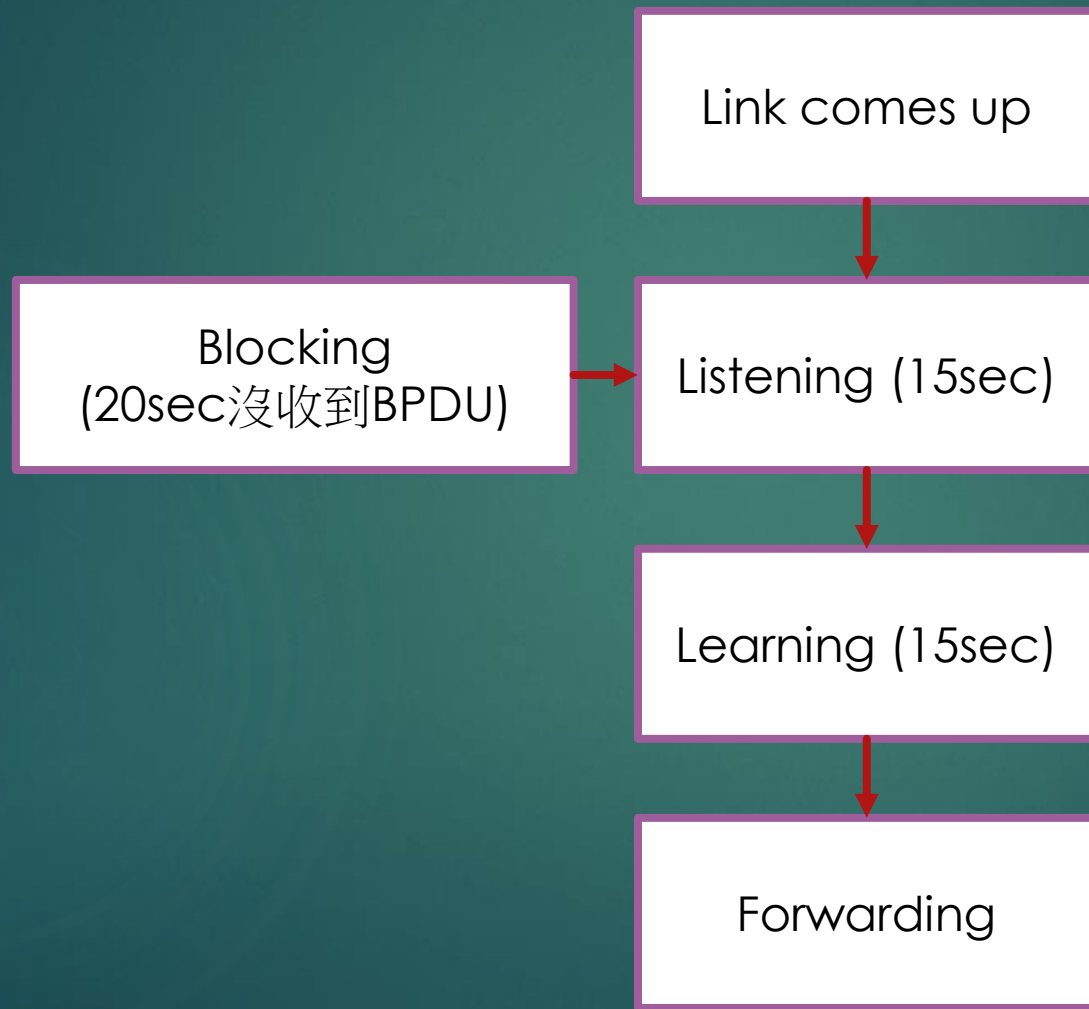 Link comes up
Blocking
(20sec沒收到BPDU)
Listening (15sec)
Learning (15sec)
Forwarding